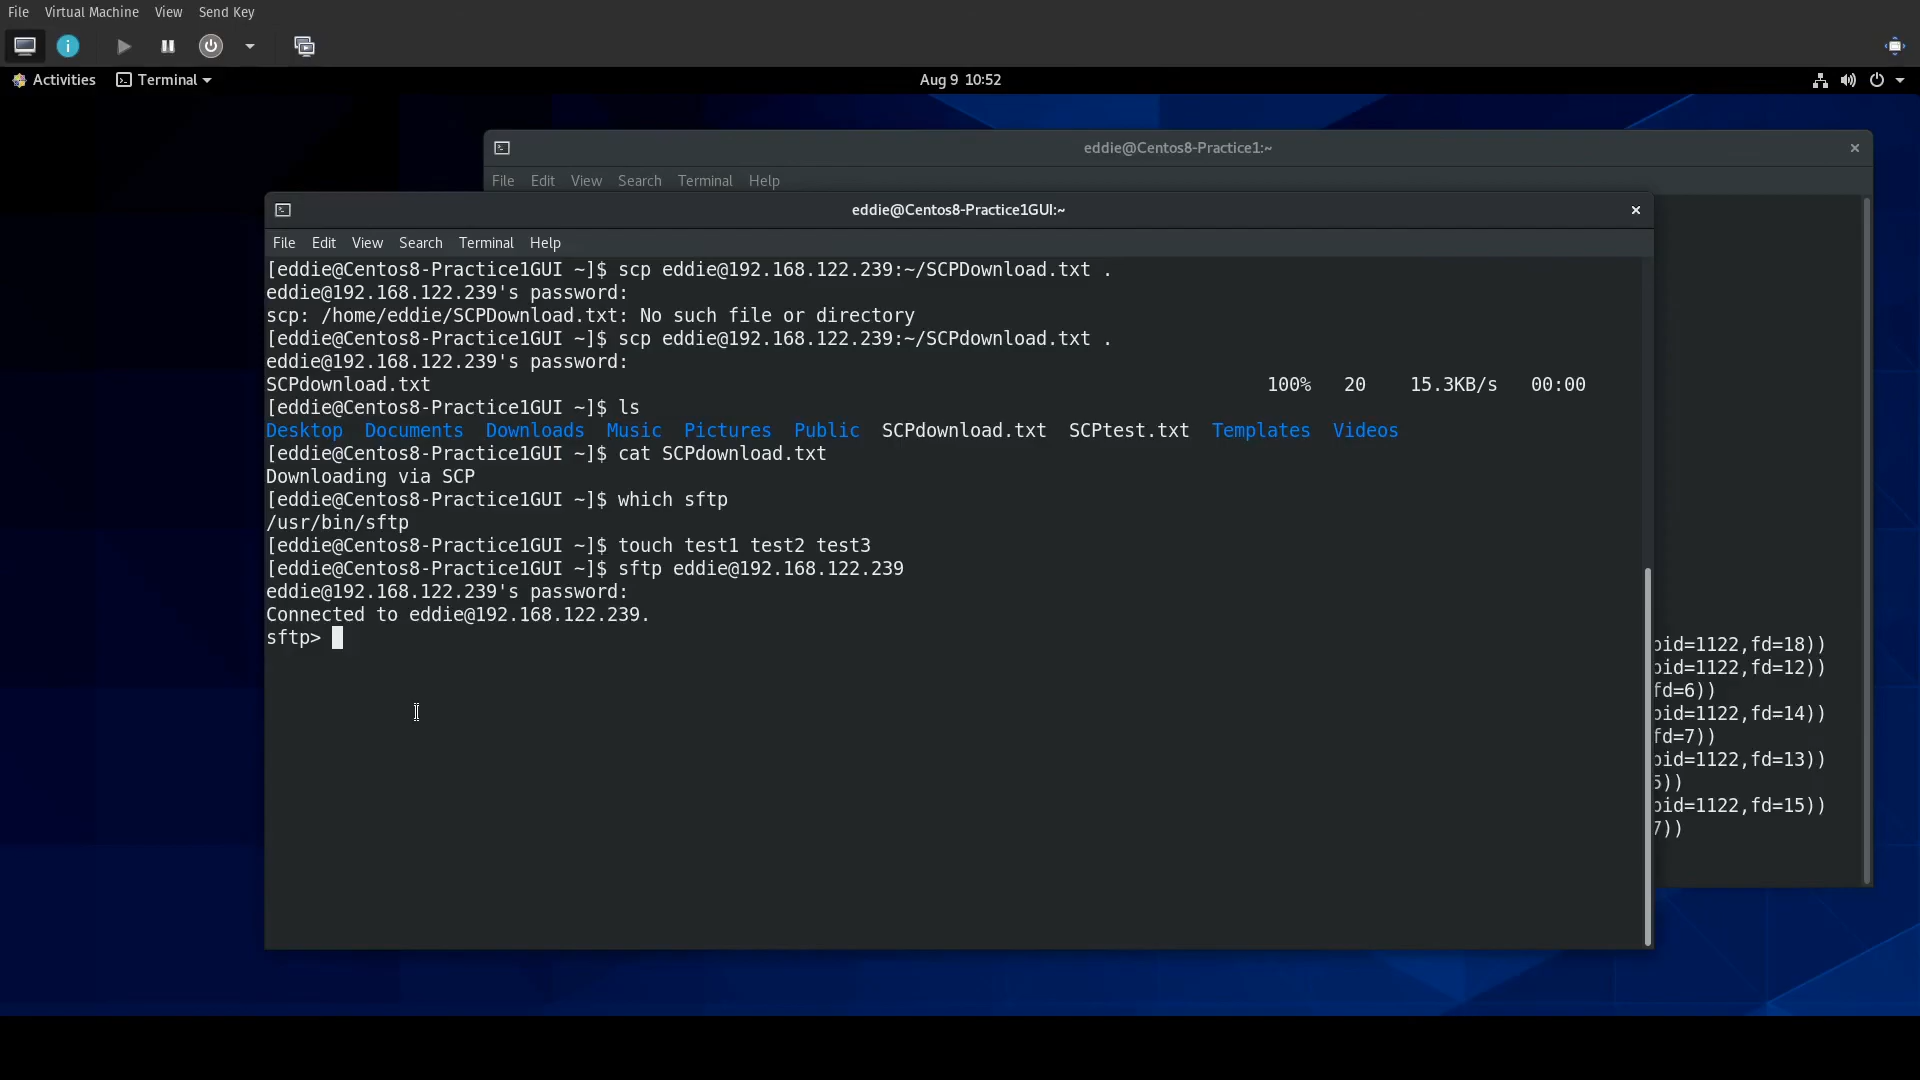 File Virtual Machine View Send Key
Activities Terminal Aug 9 10:52
eddie@Centos8-Practice1:~
File Edit View Search Terminal Help
eddie@Centos8-Practice1GUI:~
File Edit View Search Terminal Help
[eddie@Centos8-Practice1GUI ~]$ scp eddie@192.168.122.239:~/SCPDownload.txt .
eddie@192.168.122.239's password:
scp: /home/eddie/SCPDownload.txt: No such file or directory
[eddie@Centos8-Practice1GUI ~]$ scp eddie@192.168.122.239:~/SCPdownload.txt .
eddie@192.168.122.239's password:
SCPdownload.txt 100% 20 15.3KB/s 00:00
[eddie@Centos8-Practice1GUI ~]$ ls
Desktop Documents Downloads Music Pictures Public SCPdownload.txt SCPtest.txt Templates Videos
[eddie@Centos8-Practice1GUI ~]$ cat SCPdownload.txt
Downloading via SCP
[eddie@Centos8-Practice1GUI ~]$ which sftp
/usr/bin/sftp
[eddie@Centos8-Practice1GUI ~]$ touch test1 test2 test3
[eddie@Centos8-Practice1GUI ~]$ sftp eddie@192.168.122.239
eddie@192.168.122.239's password:
Connected to eddie@192.168.122.239.
sftp>
pid=1122,fd=18))
pid=1122,fd=12))
fd=6))
pid=1122,fd=14))
fd=7))
pid=1122,fd=13))
5))
pid=1122,fd=15))
7))